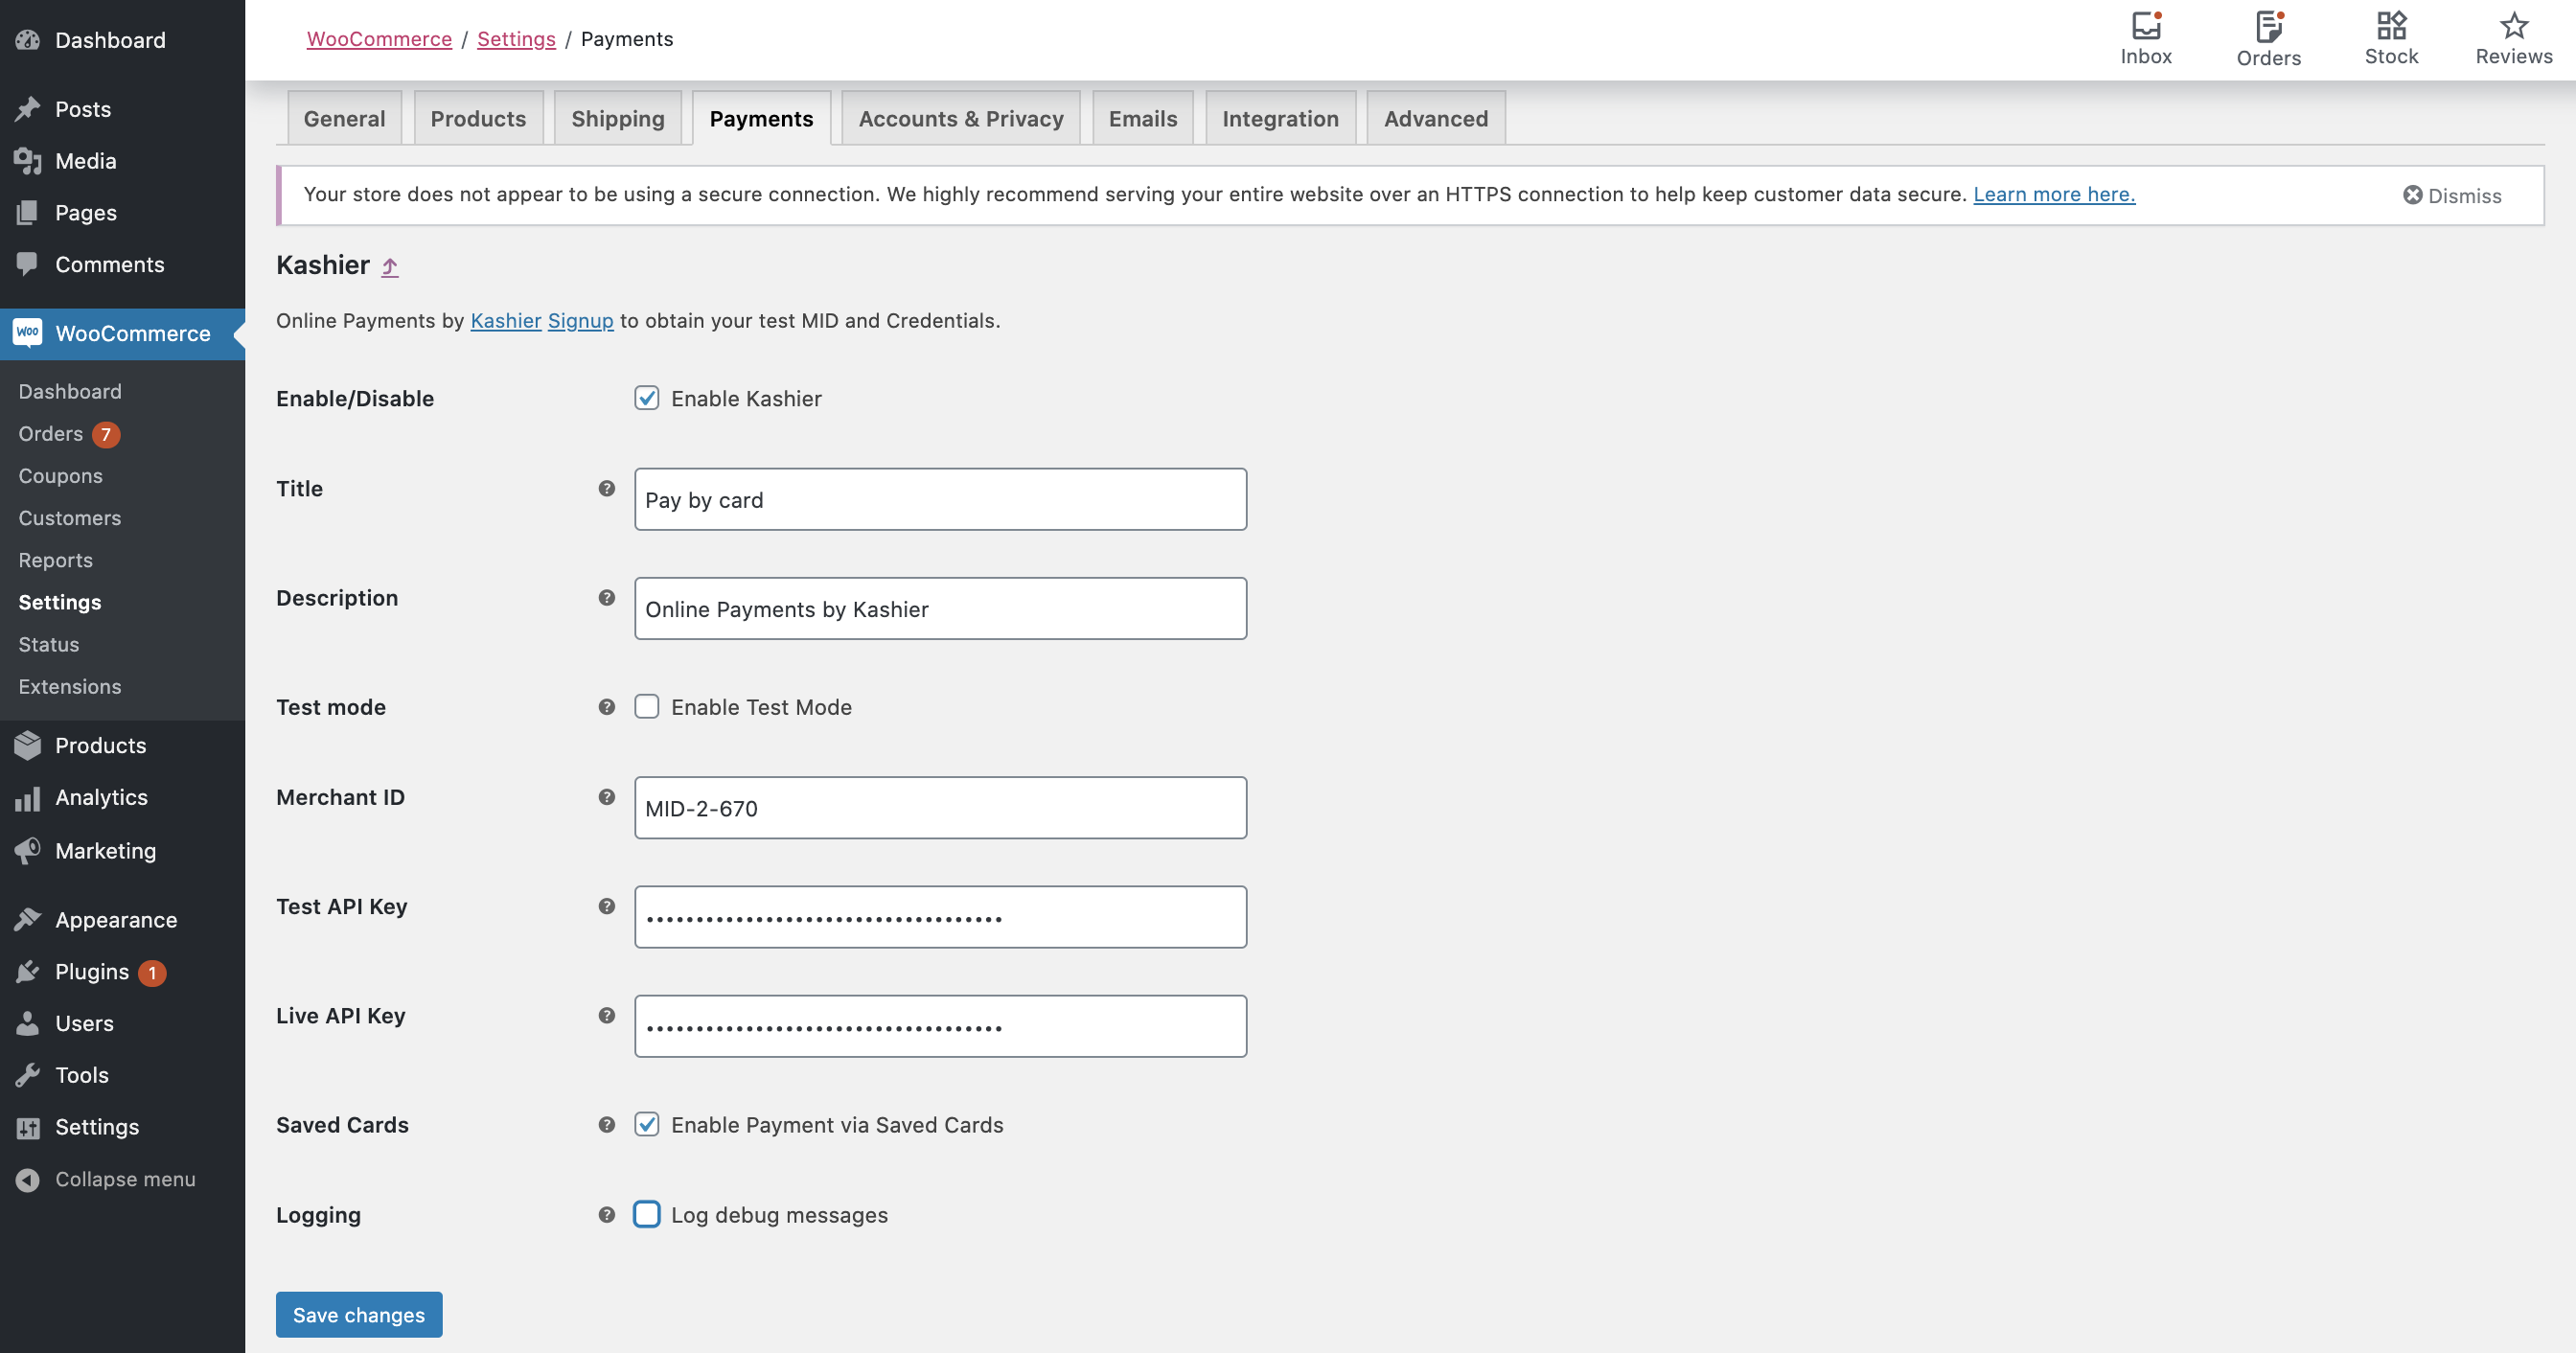 Dashboard
Posts
Media
Pages
Comments
Woo WooCommerce
Dashboard
Orders 7
Coupons
Customers
Reports
Settings
Status
Extensions
Products
Analytics
Marketing
Appearance
Plugins 1
Users
Tools
Settings
Collapse menu
WooCommerce / Settings / Payments
Inbox Orders Stock Reviews
General Products Shipping Payments Accounts & Privacy Emails Integration Advanced
Your store does not appear to be using a secure connection. We highly recommend serving your entire website over an HTTPS connection to help keep customer data secure. Learn more here. Dismiss
Kashier
Online Payments by Kashier Signup to obtain your test MID and Credentials.
Enable/Disable Enable Kashier
Title Pay by card
Description Online Payments by Kashier
Test mode Enable Test Mode
Merchant ID MID-2-670
Test API Key ••••••••••••••••••••••••••••••••••••
Live API Key ••••••••••••••••••••••••••••••••••••
Saved Cards Enable Payment via Saved Cards
Logging Log debug messages
Save changes